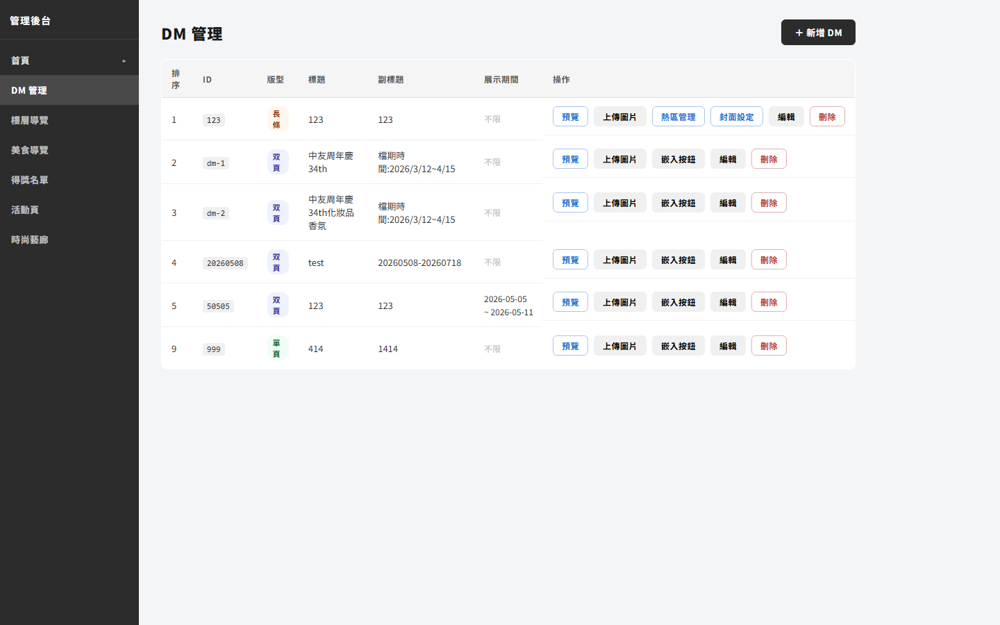 管理後台
首頁
DM 管理
樓層導覽
美食導覽
得獎名單
活動頁
時尚藝廊
DM 管理
＋ 新增 DM
排序 ID 版型 標題 副標題 展示期間 操作
1 123 長條 123 123 不限 預覽 上傳圖片 熱區管理 封面設定 編輯 刪除
2 dm-1 双頁 中友周年慶 34th 檔期時間:2026/3/12~4/15 不限 預覽 上傳圖片 嵌入按鈕 編輯 刪除
3 dm-2 双頁 中友周年慶 34th化妝品香氛 檔期時間:2026/3/12~4/15 不限 預覽 上傳圖片 嵌入按鈕 編輯 刪除
4 20260508 双頁 test 20260508-20260718 不限 預覽 上傳圖片 嵌入按鈕 編輯 刪除
5 50505 双頁 123 123 2026-05-05 ~ 2026-05-11 預覽 上傳圖片 嵌入按鈕 編輯 刪除
9 999 單頁 414 1414 不限 預覽 上傳圖片 嵌入按鈕 編輯 刪除